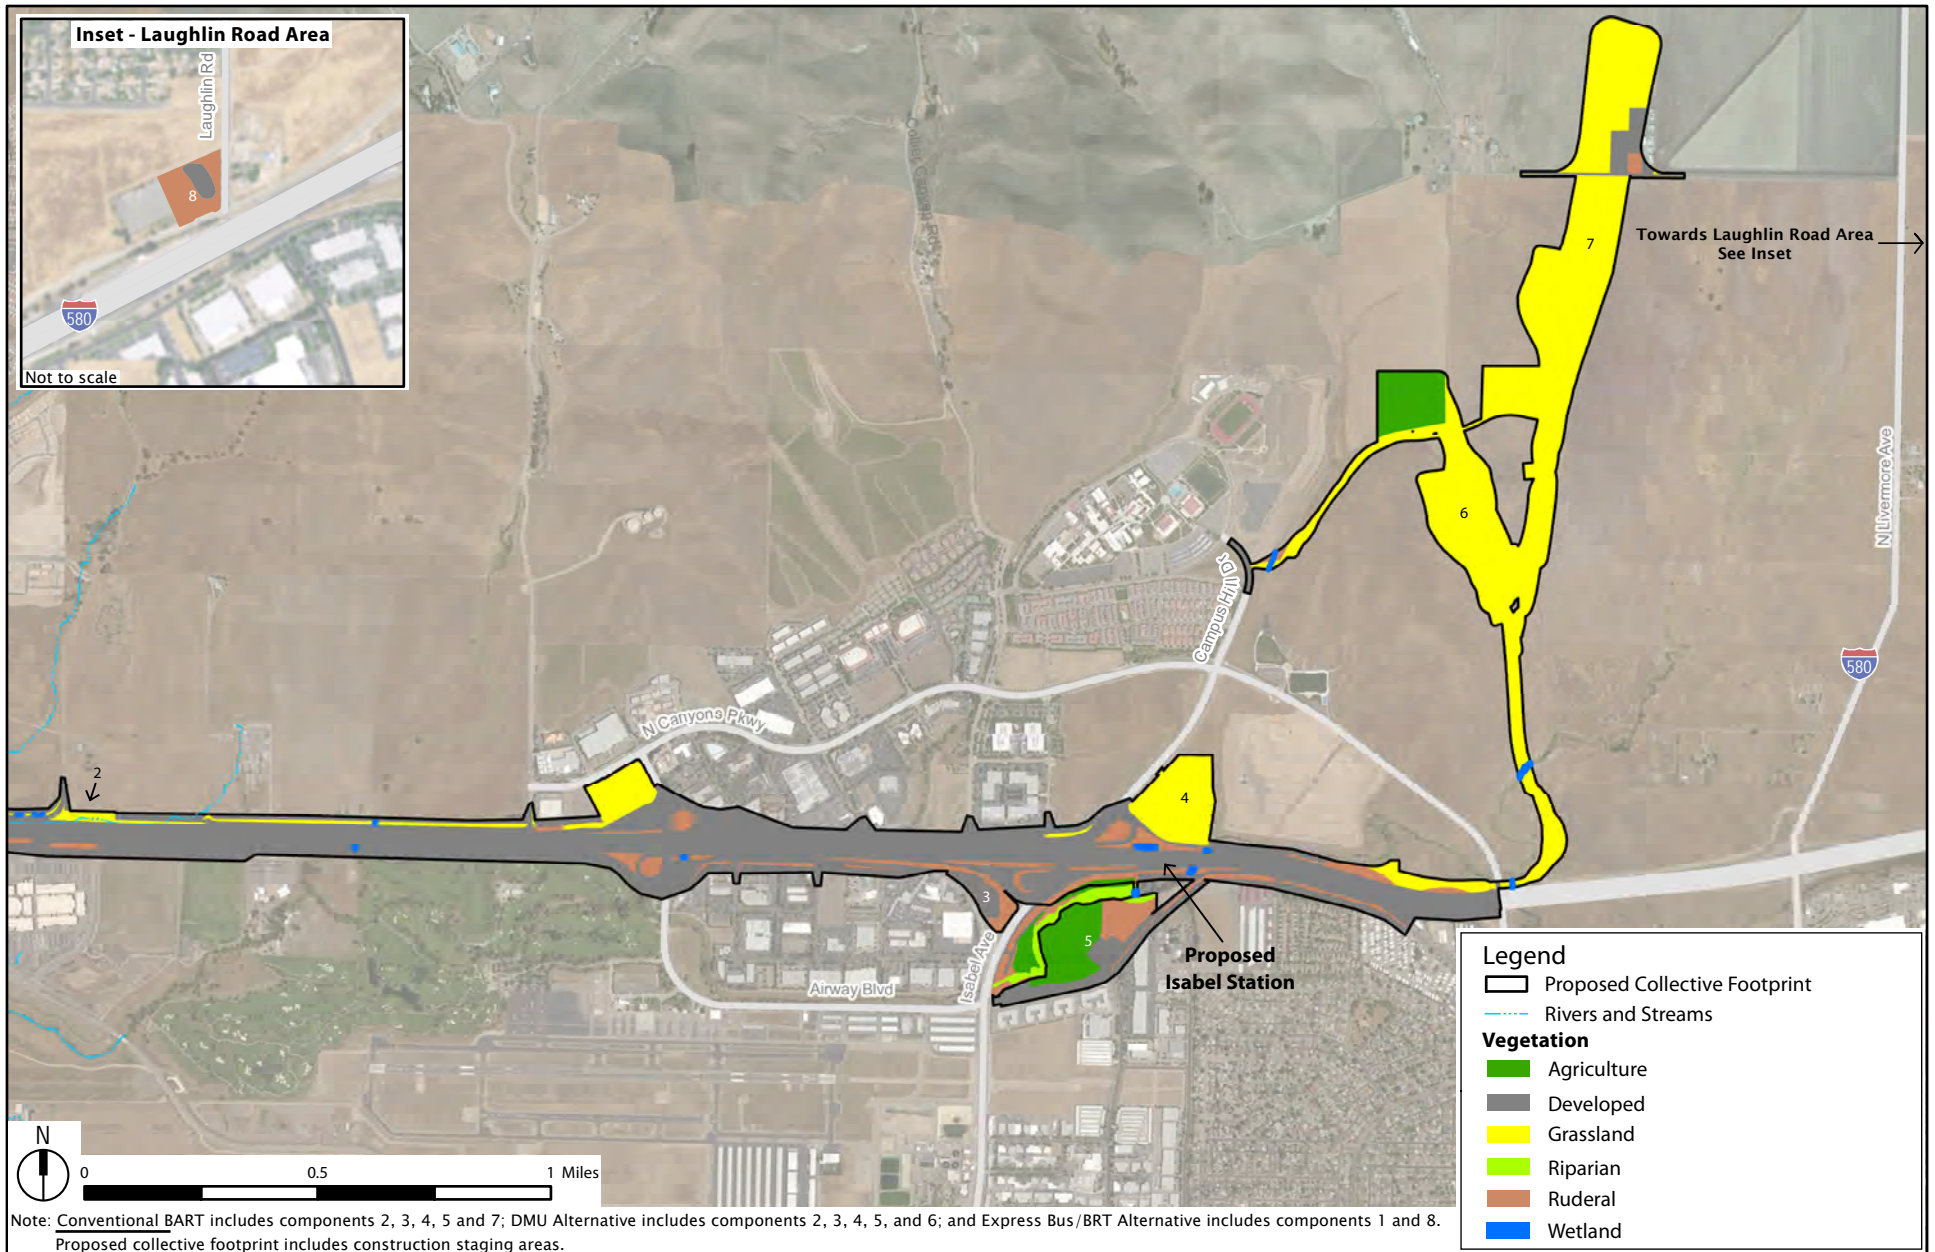 Inset - Laughlin Road Area
Laughlin Rd
8
580
Not to scale
Collier Canyon Rd
7
Towards Laughlin Road Area
See Inset
N Livermore Ave
6
Campus Hill Dr
580
N Canyons Pkwy
2
4
3
5
Isabel Ave
Proposed
Isabel Station
Airway Blvd
Legend
Proposed Collective Footprint
Rivers and Streams
Vegetation
Agriculture
Developed
Grassland
Riparian
Ruderal
Wetland
N
0 0.5 1 Miles
Note: Conventional BART includes components 2, 3, 4, 5 and 7; DMU Alternative includes components 2, 3, 4, 5, and 6; and Express Bus/BRT Alternative includes components 1 and 8.
Proposed collective footprint includes construction staging areas.